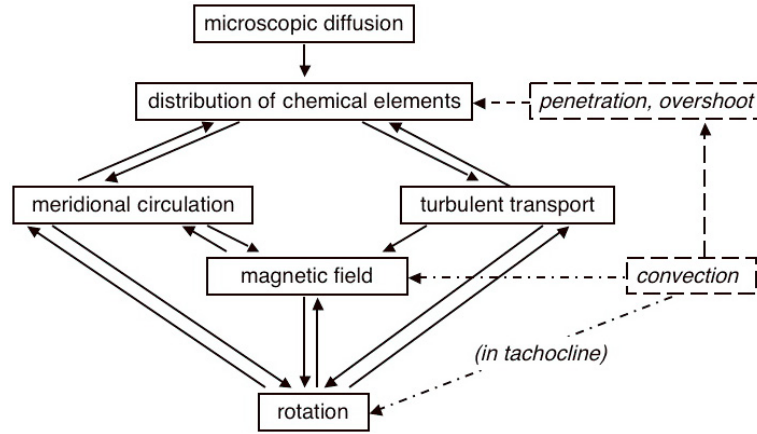 microscopic diffusion
distribution of chemical elements
penetration, overshoot
meridional circulation
turbulent transport
magnetic field
convection
(in tachocline)
rotation